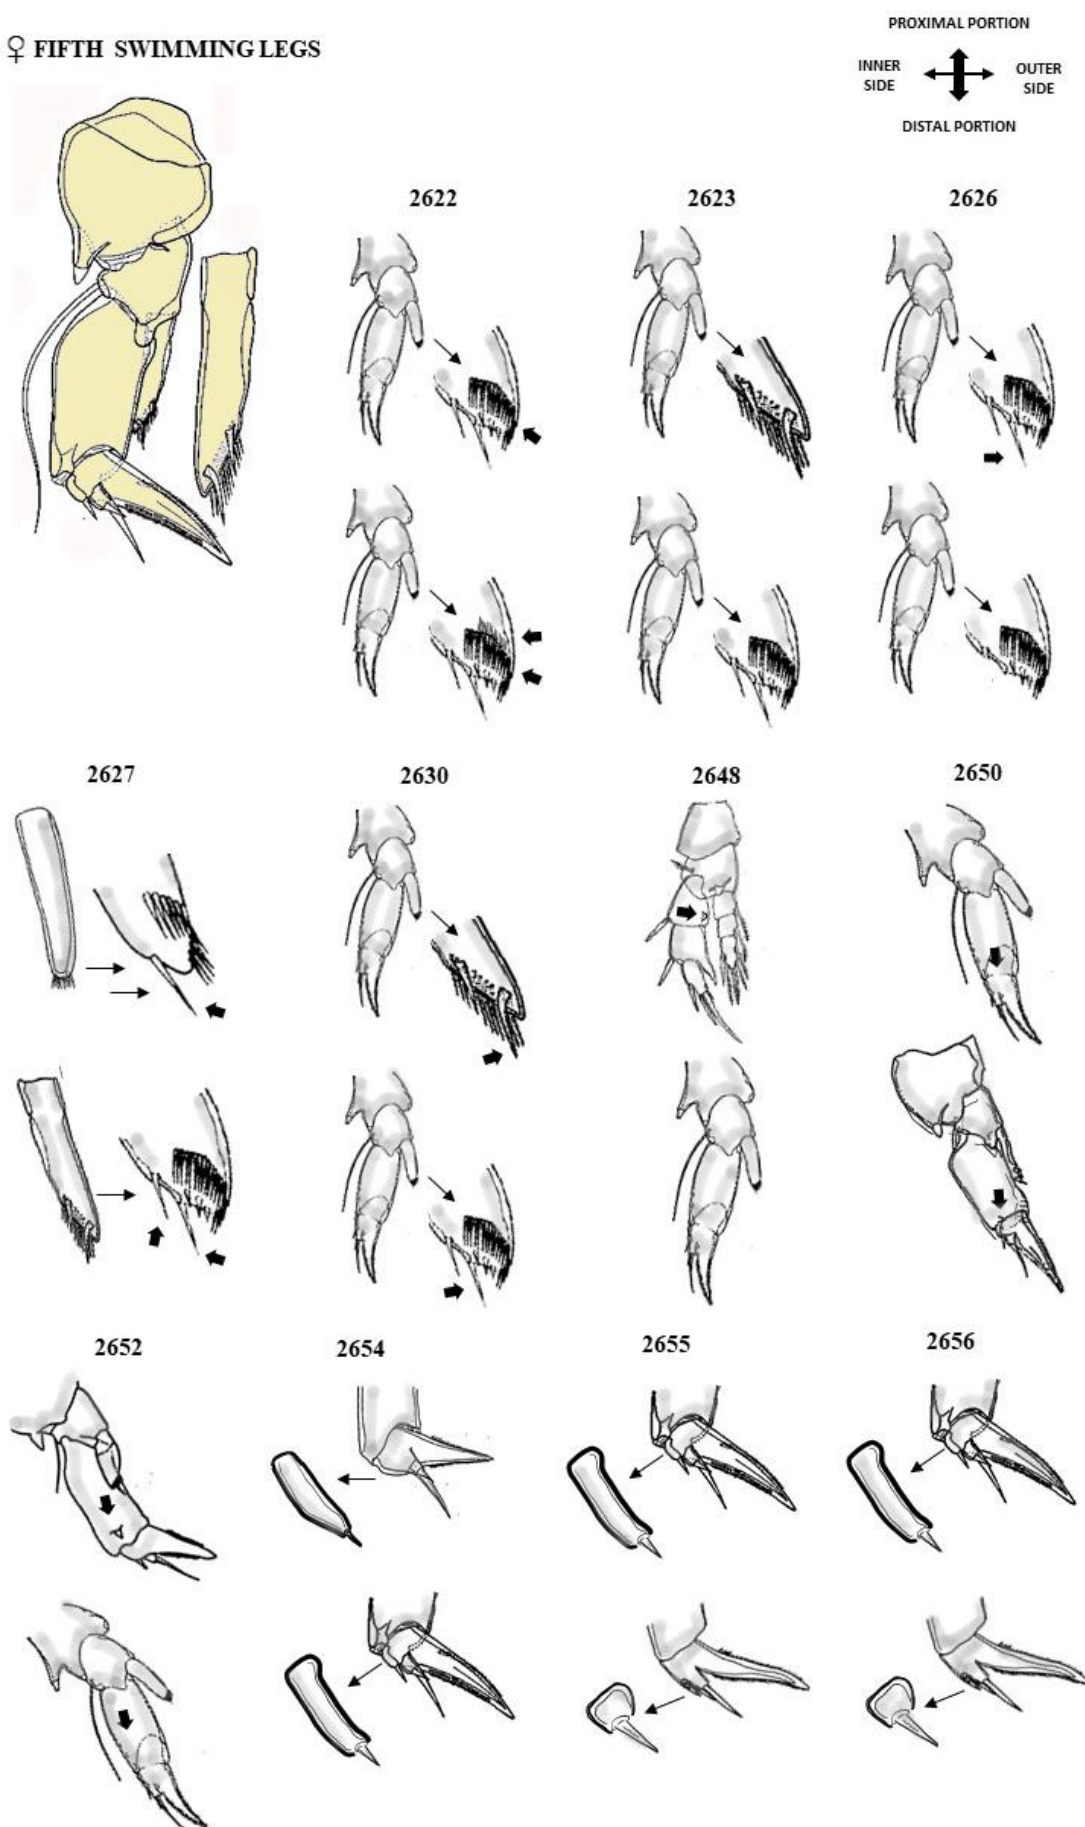 PROXIMAL PORTION
♀ FIFTH SWIMMING LEGS
INNER SIDE
OUTER SIDE
DISTAL PORTION
2622
2623
2626
2627
2630
2648
2650
2652
2654
2655
2656